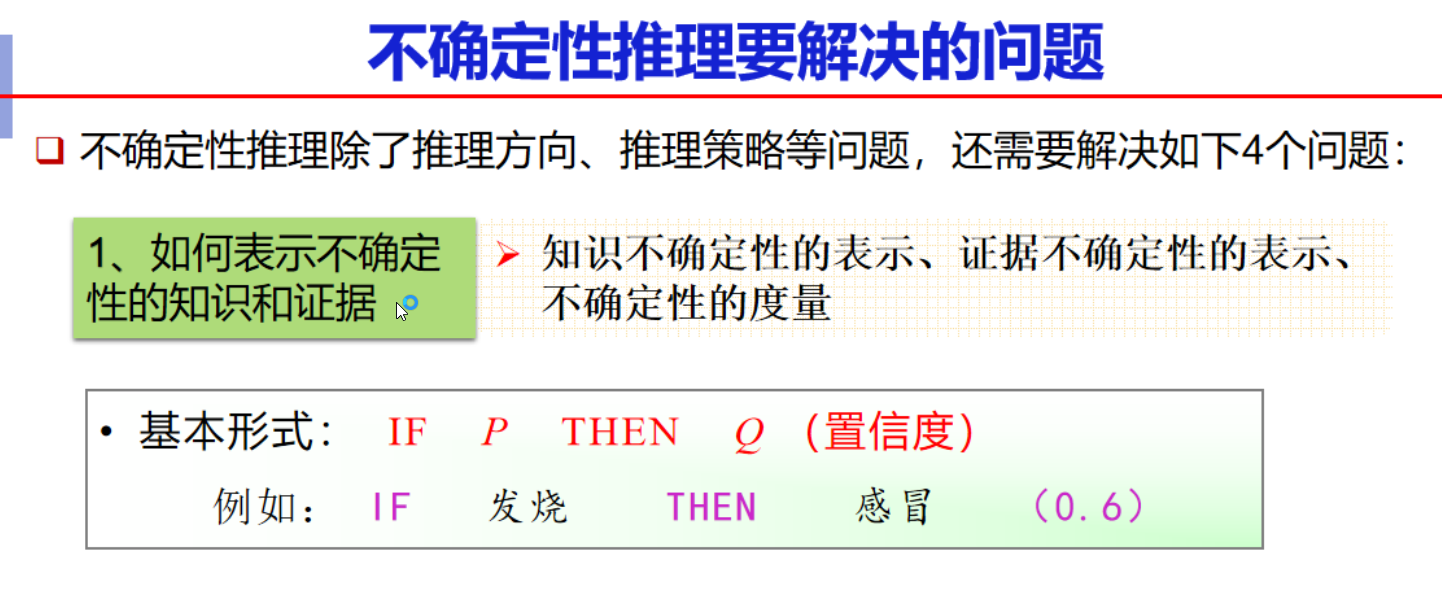 不确定性推理要解决的问题
不确定性推理除了推理方向、推理策略等问题，还需要解决如下4个问题：
1、如何表示不确定
性的知识和证据
知识不确定性的表示、证据不确定性的表示、
不确定性的度量
• 基本形式： IF P THEN Q （置信度）
例如： IF 发烧 THEN 感冒 （0.6）